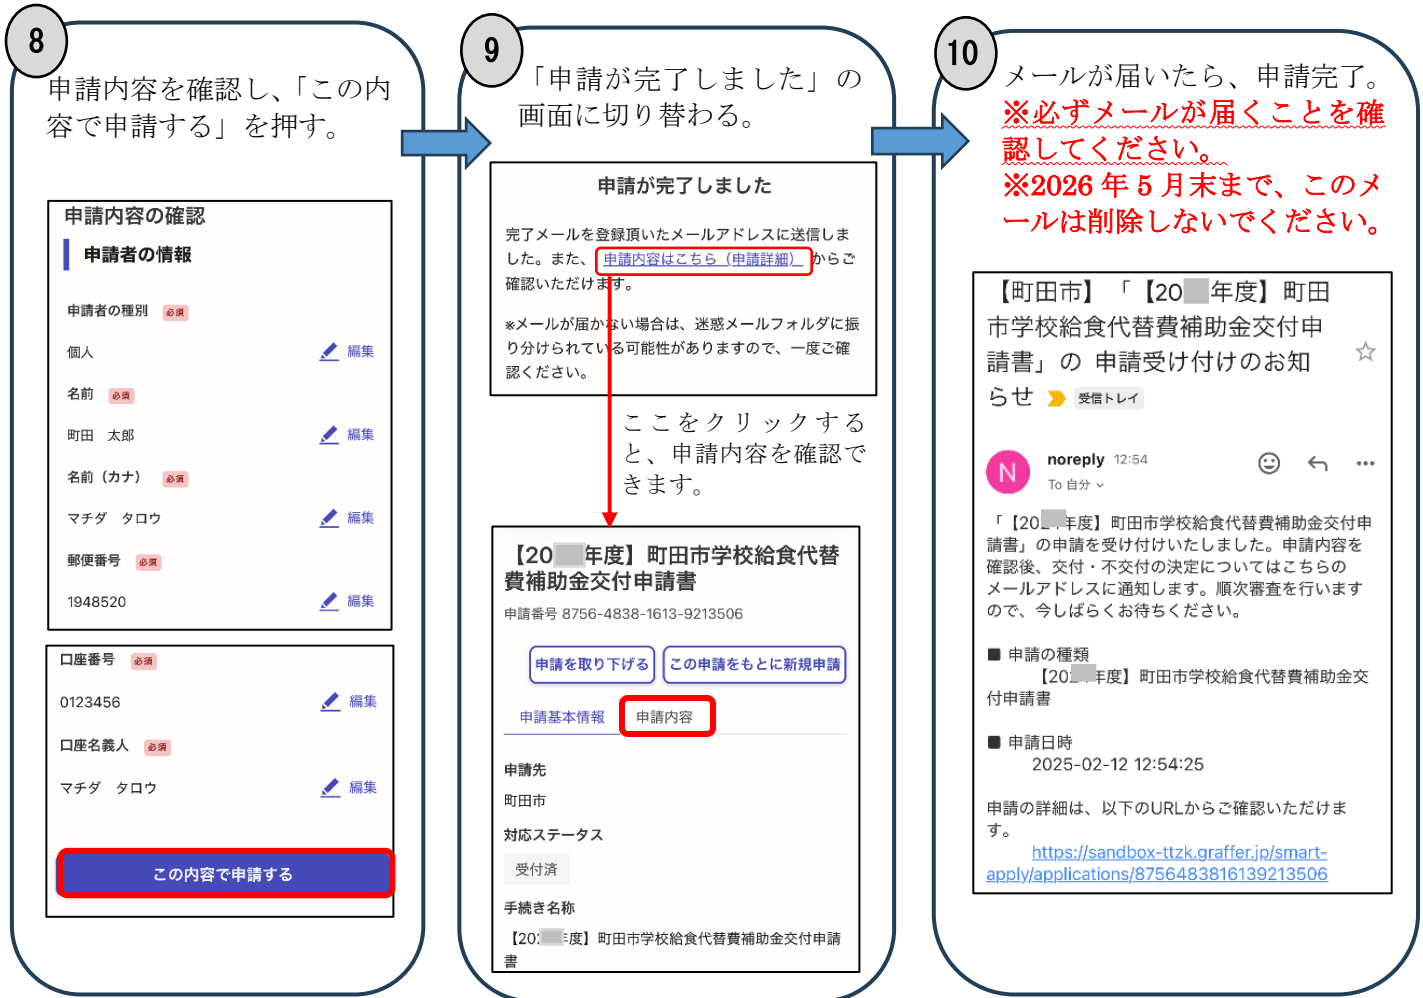 8
申請内容を確認し、「この内
容で申請する」を押す。
申請内容の確認
申請者の情報
申請者の種別 必須
個人 編集
名前 必須
町田 太郎 編集
名前（カナ） 必須
マチダ タロウ 編集
郵便番号 必須
1948520 編集
口座番号 必須
0123456 編集
口座名義人 必須
マチダ タロウ 編集
この内容で申請する
9
「申請が完了しました」の
画面に切り替わる。
申請が完了しました
完了メールを登録頂いたメールアドレスに送信しま
した。また、 申請内容はこちら（申請詳細） からご
確認いただけます。
※メールが届かない場合は、迷惑メールフォルダに振
り分けられている可能性がありますので、一度ご確
認ください。
ここをクリックする
と、申請内容を確認で
きます。
【20 年度】町田市学校給食代替
費補助金交付申請書
申請番号 8756-4838-1613-9213506
申請を取り下げる この申請をもとに新規申請
申請基本情報 申請内容
申請先
町田市
対応ステータス
受付済
手続き名称
【202 年度】町田市学校給食代替費補助金交付申請
書
10
メールが届いたら、申請完了。
※必ずメールが届くことを確
認してください。
※2026 年 5 月末まで、このメ
ールは削除しないでください。
【町田市】「【20 年度】町田
市学校給食代替費補助金交付申
請書」の 申請受け付けのお知
らせ 受信トレイ
N noreply 12:54
To 自分
「【20 年度】町田市学校給食代替費補助金交付申
請書」の申請を受け付けいたしました。申請内容を
確認後、交付・不交付の決定についてはこちらの
メールアドレスに通知します。順次審査を行います
ので、今しばらくお待ちください。
■ 申請の種類
【20 年度】町田市学校給食代替費補助金交
付申請書
■ 申請日時
2025-02-12 12:54:25
申請の詳細は、以下のURLからご確認いただけま
す。
https://sandbox-ttzk.graffer.jp/smart-
apply/applications/8756483816139213506